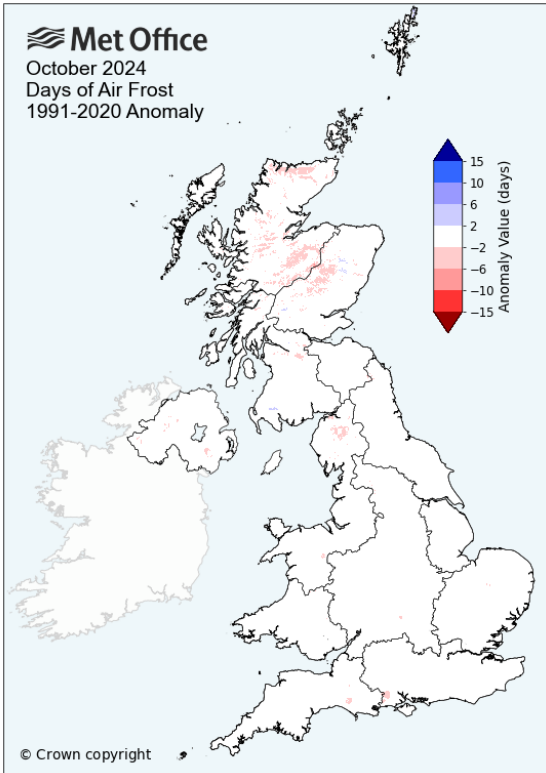 Met Office
October 2024
Days of Air Frost
1991-2020 Anomaly
15
10
6
2
−2
−6
−10
−15
Anomaly Value (days)
© Crown copyright